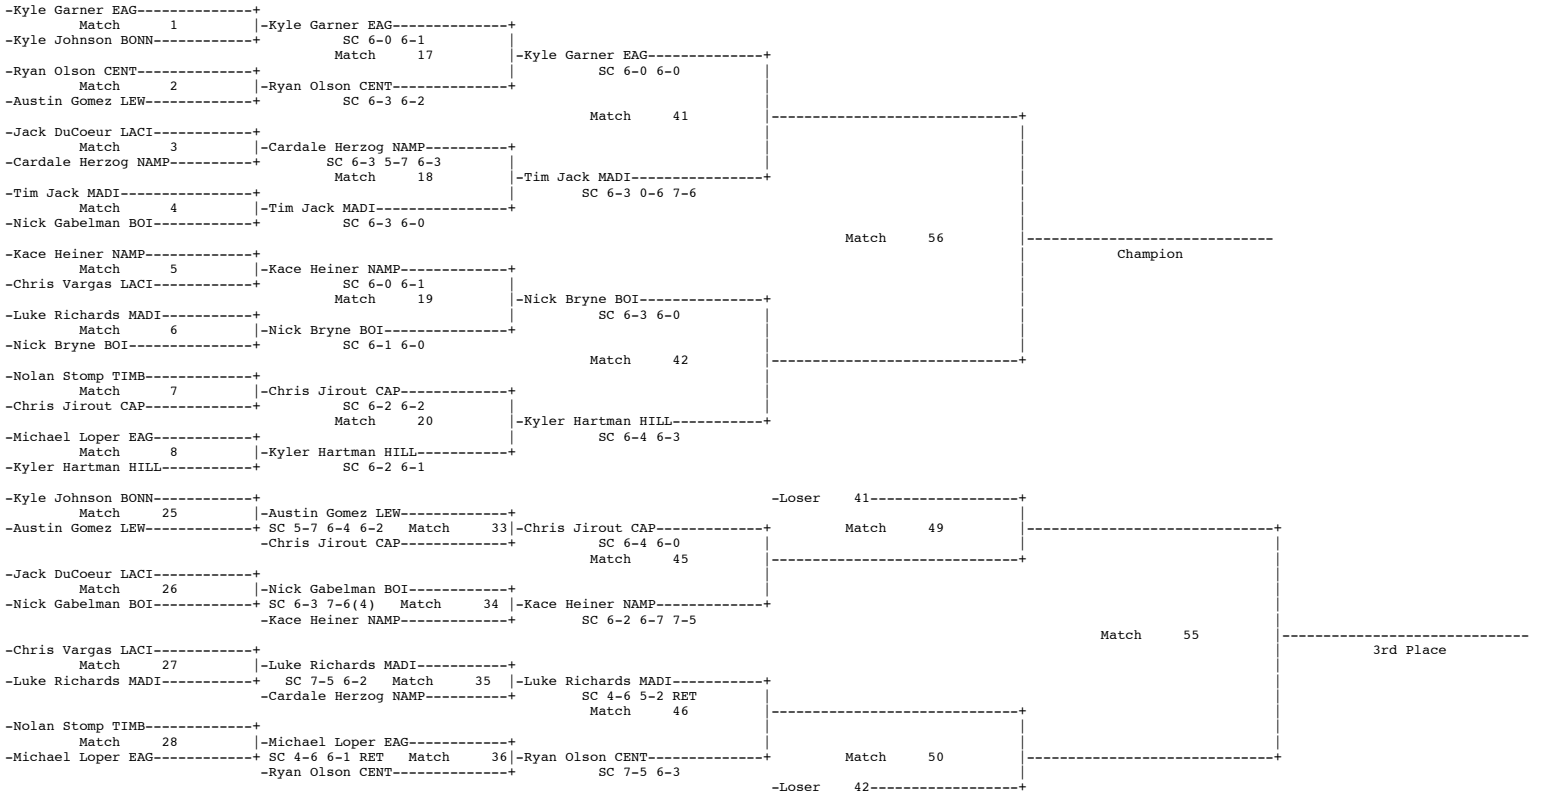 -Kyle Garner EAG--------------+
Match 1 |-Kyle Garner EAG--------------+
-Kyle Johnson BONN------------+ SC 6-0 6-1 |
Match 17 |-Kyle Garner EAG--------------+
-Ryan Olson CENT--------------+ | SC 6-0 6-0 |
Match 2 |-Ryan Olson CENT--------------+ |
-Austin Gomez LEW-------------+ SC 6-3 6-2 |
Match 41 |------------------------------+
-Jack DuCoeur LACI------------+ | |
Match 3 |-Cardale Herzog NAMP----------+ | |
-Cardale Herzog NAMP----------+ SC 6-3 5-7 6-3 | | |
Match 18 |-Tim Jack MADI----------------+ |
-Tim Jack MADI----------------+ | SC 6-3 0-6 7-6 |
Match 4 |-Tim Jack MADI----------------+ |
-Nick Gabelman BOI------------+ SC 6-3 6-0 |
Match 56 |------------------------------
-Kace Heiner NAMP-------------+ | Champion
Match 5 |-Kace Heiner NAMP-------------+ |
-Chris Vargas LACI------------+ SC 6-0 6-1 | |
Match 19 |-Nick Bryne BOI---------------+ |
-Luke Richards MADI-----------+ | SC 6-3 6-0 | |
Match 6 |-Nick Bryne BOI---------------+ | |
-Nick Bryne BOI---------------+ SC 6-1 6-0 | |
Match 42 |------------------------------+
-Nolan Stomp TIMB-------------+ |
Match 7 |-Chris Jirout CAP-------------+ |
-Chris Jirout CAP-------------+ SC 6-2 6-2 | |
Match 20 |-Kyler Hartman HILL-----------+
-Michael Loper EAG------------+ | SC 6-4 6-3
Match 8 |-Kyler Hartman HILL-----------+
-Kyler Hartman HILL-----------+ SC 6-2 6-1
-Kyle Johnson BONN------------+ -Loser 41------------------+
Match 25 |-Austin Gomez LEW-------------+ |
-Austin Gomez LEW-------------+ SC 5-7 6-4 6-2 Match 33|-Chris Jirout CAP-------------+ Match 49 |------------------------------+
-Chris Jirout CAP-------------+ SC 6-4 6-0 | | |
Match 45 |------------------------------+ |
-Jack DuCoeur LACI------------+ | |
Match 26 |-Nick Gabelman BOI------------+ | |
-Nick Gabelman BOI------------+ SC 6-3 7-6(4) Match 34 |-Kace Heiner NAMP-------------+ |
-Kace Heiner NAMP-------------+ SC 6-2 6-7 7-5 |
Match 55 |------------------------------
-Chris Vargas LACI------------+ | 3rd Place
Match 27 |-Luke Richards MADI-----------+ |
-Luke Richards MADI-----------+ SC 7-5 6-2 Match 35 |-Luke Richards MADI-----------+ |
-Cardale Herzog NAMP----------+ SC 4-6 5-2 RET | |
Match 46 |------------------------------+ |
-Nolan Stomp TIMB-------------+ | | |
Match 28 |-Michael Loper EAG------------+ | | |
-Michael Loper EAG------------+ SC 4-6 6-1 RET Match 36|-Ryan Olson CENT--------------+ Match 50 |------------------------------+
-Ryan Olson CENT--------------+ SC 7-5 6-3 |
-Loser 42------------------+